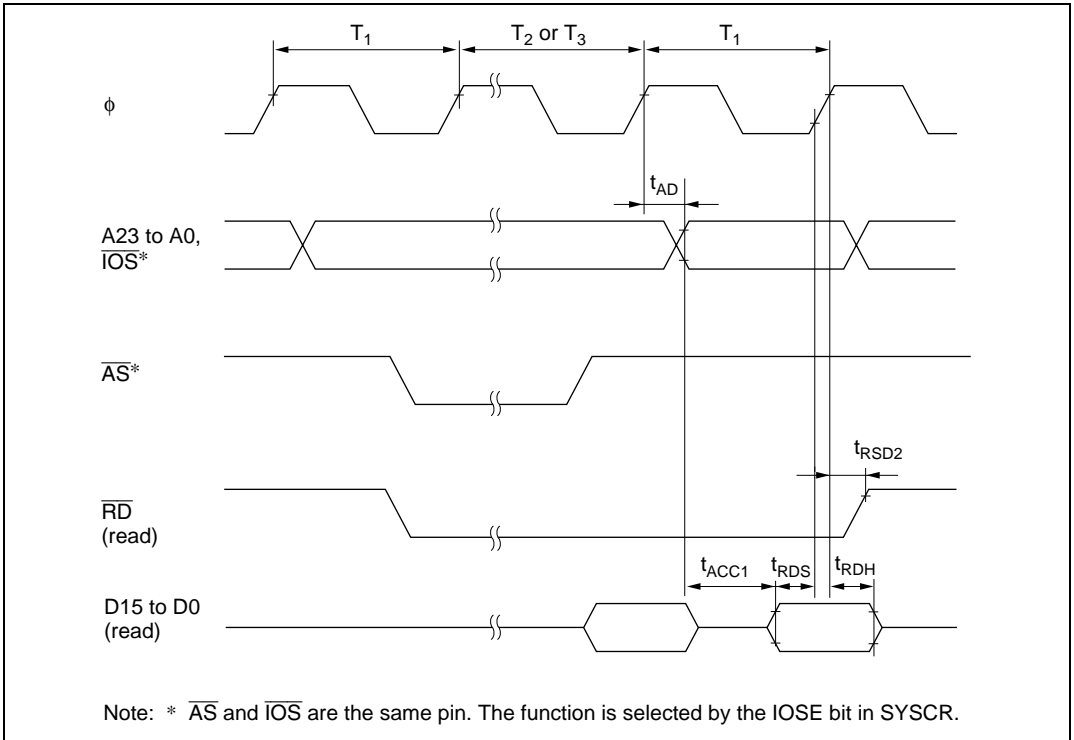 T1 T2 or T3 T1
φ
tAD
A23 to A0,
IOS*
AS*
tRSD2
RD
(read)
tACC1 tRDS tRDH
D15 to D0
(read)
Note: * AS and IOS are the same pin. The function is selected by the IOSE bit in SYSCR.